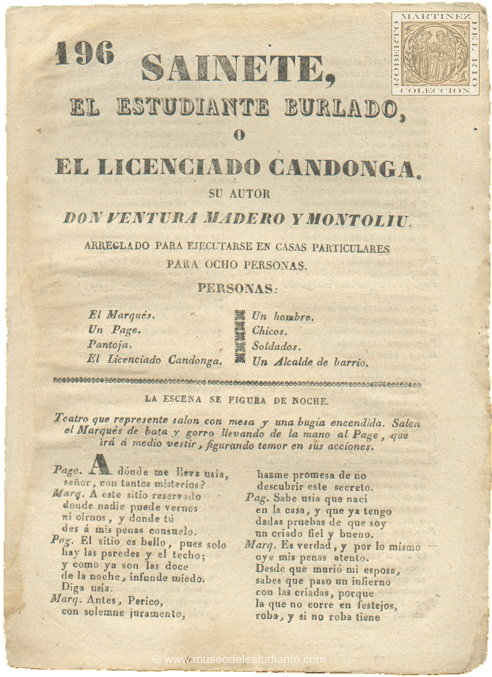 196
ROBERTO MARTINEZ DEL RIO
COLECCION
SAINETE,
EL ESTUDIANTE BURLADO,
O
EL LICENCIADO CANDONGA.
SU AUTOR
DON VENTURA MADERO Y MONTOLIU.
ARREGLADO PARA EJECUTARSE EN CASAS PARTICULARES
PARA OCHO PERSONAS.
PERSONAS:
El Marqués.
Un Page.
Pantoja.
El Licenciado Candonga.
Un hombre.
Chicos.
Soldados.
Un Alcalde de barrio.
LA ESCENA SE FIGURA DE NOCHE.
Teatro que represente salon con mesa y una bugia encendida. Salen
el Marqués de bata y gorro llevando de la mano al Page, que
irá á medio vestir, figurando temor en sus acciones.
Page. A dónde me lleva usía,
señor, con tantos misterios?
Marq. A este sitio reservado
donde nadie puede vernos
ni oirnos, y donde tú
des á mis penas consuelo.
Pag. El sitio es bello, pues solo
hay las paredes y el techo;
y como ya son las doce
de la noche, infunde miedo.
Diga usía.
Marq. Antes, Perico,
con solemne juramento,
hazme promesa de no
descubrir este secreto.
Pag. Sabe usía que nací
en la casa, y que ya tengo
dadas pruebas de que soy
un criado fiel y bueno.
Marq. Es verdad, y por lo mismo
oye mis penas atento.
Desde que murió mi esposa,
sabes que paso un infierno
con las criadas, porque
la que no corre en festejos,
roba, y si no roba tiene
© www.museodelestudiante.com